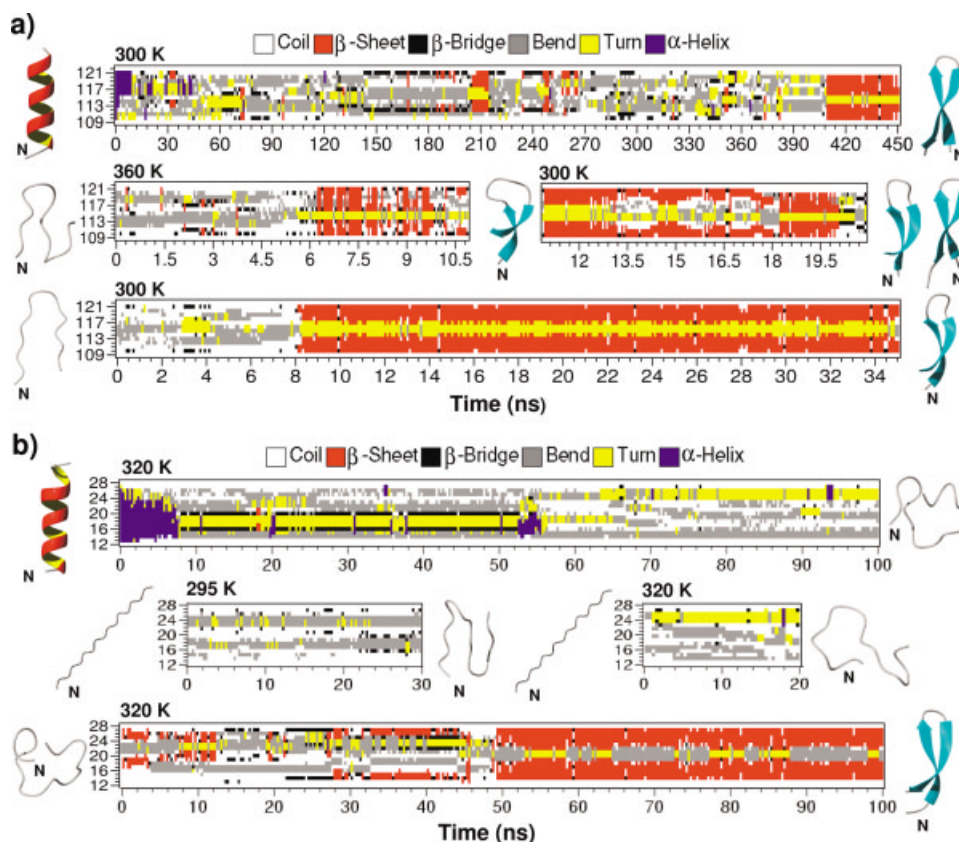 a)
Coil β-Sheet β-Bridge Bend Turn α-Helix
300 K
121
117
113
109
0 30 60 90 120 150 180 210 240 270 300 330 360 390 420 450
N
N
360 K
300 K
121
117
113
109
1.5 3 4.5 6 7.5 9 10.5
12 13.5 15 16.5 18 19.5
N
N
N
N
300 K
121
117
113
109
0 2 4 6 8 10 12 14 16 18 20 22 24 26 28 30 32 34
N
N
Time (ns)
b)
Coil β-Sheet β-Bridge Bend Turn α-Helix
320 K
28
24
20
16
12
0 10 20 30 40 50 60 70 80 90 100
N
N
295 K
320 K
28
24
20
16
12
0 10 20 30
28
24
20
16
12
0 10 20
N
N
N
N
320 K
28
24
20
16
12
0 10 20 30 40 50 60 70 80 90 100
N
N
Time (ns)